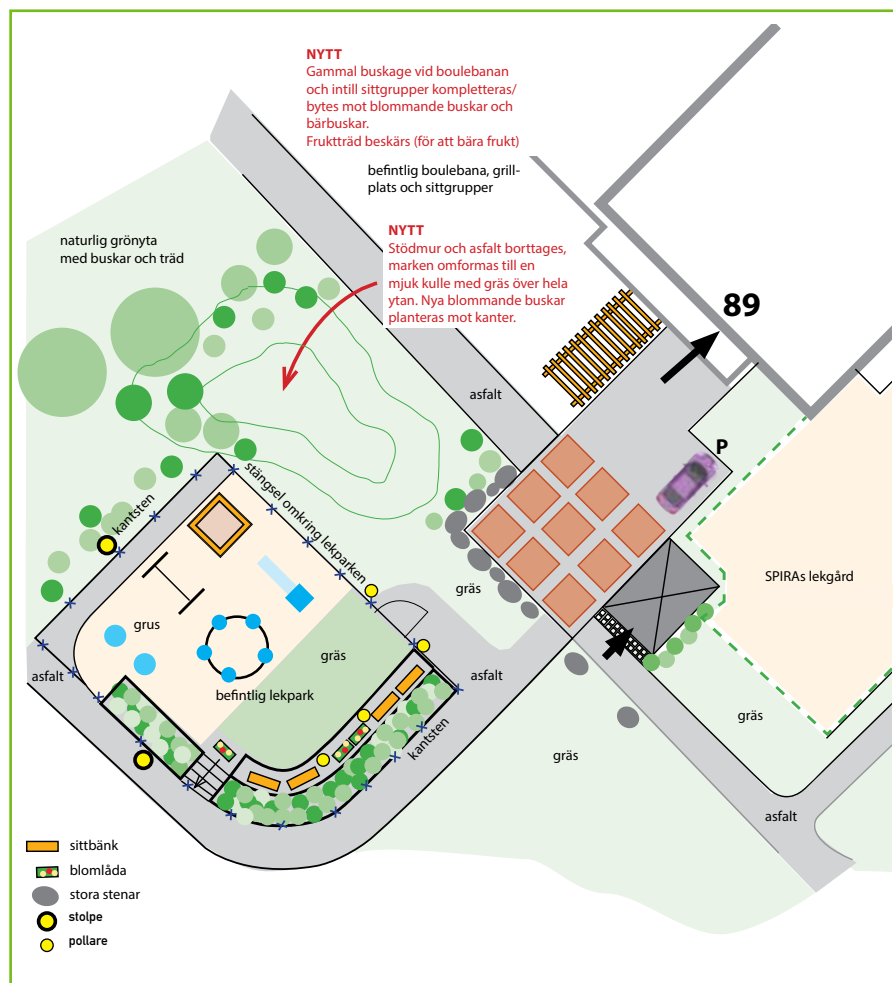 NYTT
Gammal buskage vid boulebanan
och intill sittgrupper kompletteras/
bytes mot blommande buskar och
bärbuskar.
Fruktträd beskärs (för att bära frukt)
befintlig boulebana, grill-
plats och sittgrupper
naturlig grönyta
med buskar och träd
NYTT
Stödmur och asfalt borttages,
marken omformas till en
mjuk kulle med gräs över hela
ytan. Nya blommande buskar
planteras mot kanter.
89
asfalt
P
stängsel omkring lekparken
kantsten
SPIRAs lekgård
gräs
grus
gräs
asfalt
asfalt
befintlig lekpark
gräs
kantsten
gräs
asfalt
sittbänk
blomlåda
stora stenar
stolpe
pollare